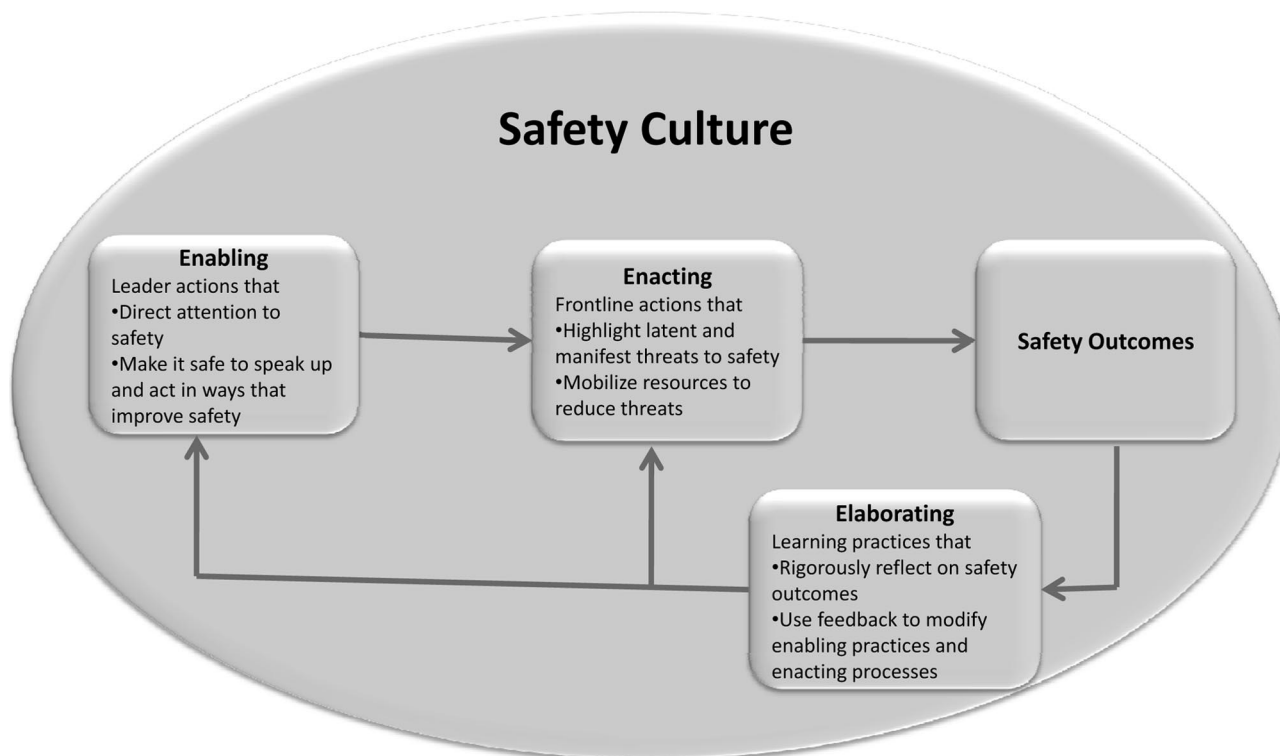 Safety Culture
Enabling
Leader actions that
•Direct attention to
safety
•Make it safe to speak up
and act in ways that
improve safety
Enacting
Frontline actions that
•Highlight latent and
manifest threats to safety
•Mobilize resources to
reduce threats
Safety Outcomes
Elaborating
Learning practices that
•Rigorously reflect on safety
outcomes
•Use feedback to modify
enabling practices and
enacting processes